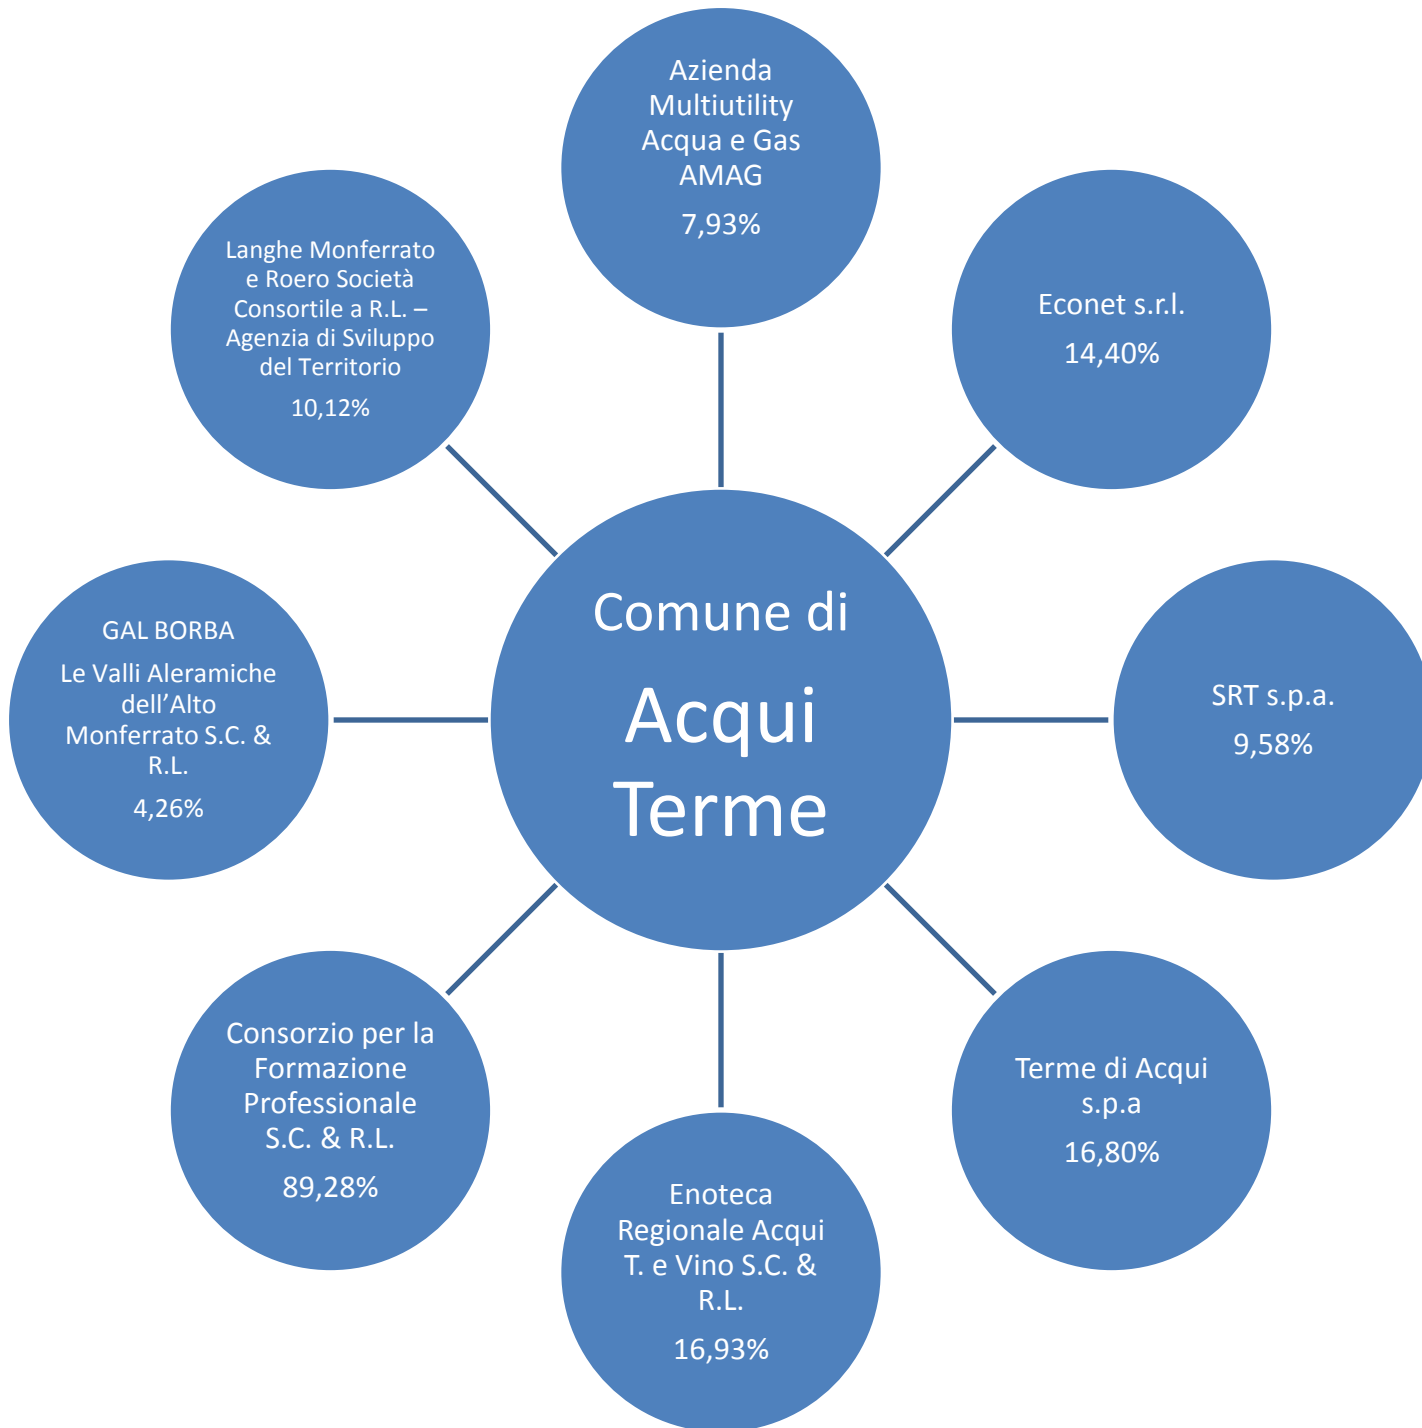 Azienda
Multiutility
Acqua e Gas
AMAG
7,93%
Econet s.r.l.
14,40%
SRT s.p.a.
9,58%
Terme di Acqui
s.p.a
16,80%
Enoteca
Regionale Acqui
T. e Vino S.C. &
R.L.
16,93%
Consorzio per la
Formazione
Professionale
S.C. & R.L.
89,28%
GAL BORBA
Le Valli Aleramiche
dell’Alto
Monferrato S.C. &
R.L.
4,26%
Langhe Monferrato
e Roero Società
Consortile a R.L. –
Agenzia di Sviluppo
del Territorio
10,12%
Comune di
Acqui
Terme